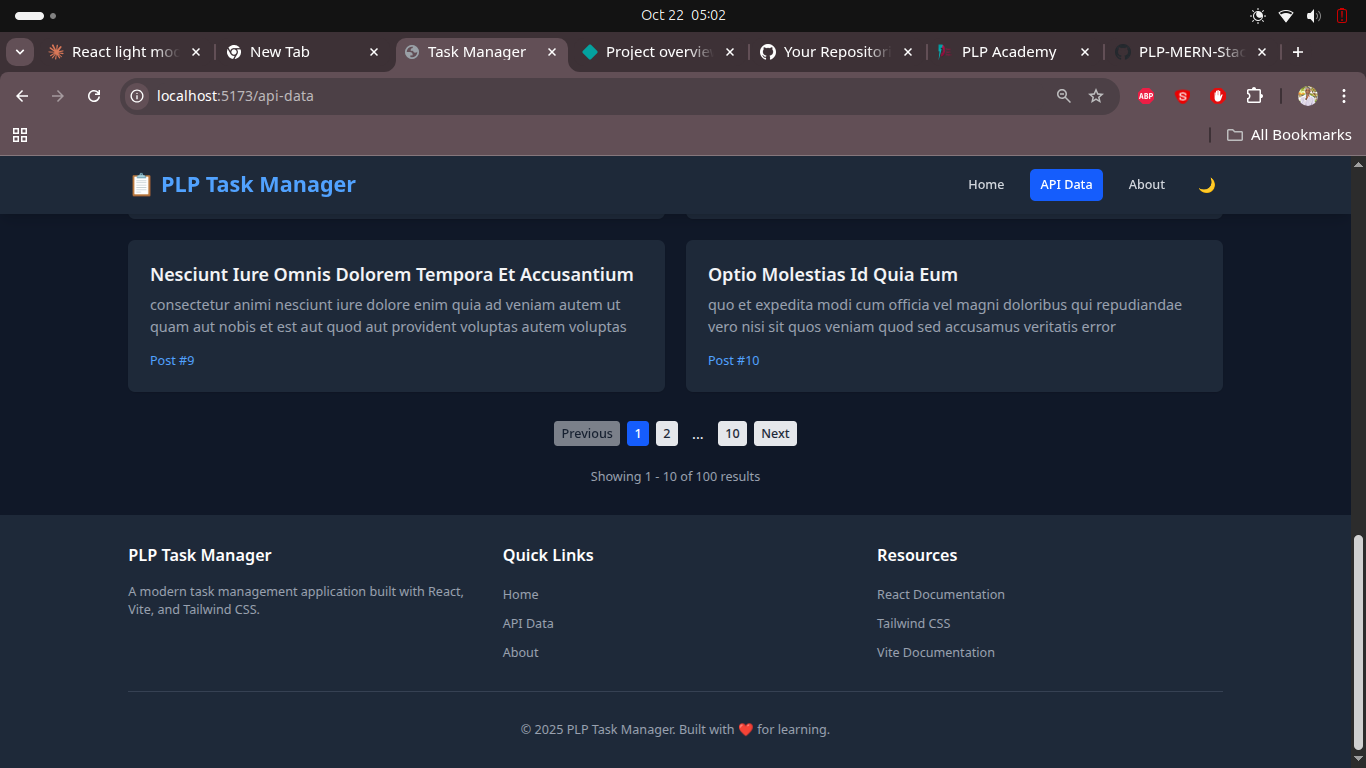 Oct 22 05:02
React light moc
New Tab
Task Manager
Project overview
Your Repositori
PLP Academy
PLP-MERN-Stac
localhost:5173/api-data
ABP
S
All Bookmarks
📋 PLP Task Manager
Home
API Data
About
🌙
Nesciunt Iure Omnis Dolorem Tempora Et Accusantium
consectetur animi nesciunt iure dolore enim quia ad veniam autem ut
quam aut nobis et est aut quod aut provident voluptas autem voluptas
Post #9
Optio Molestias Id Quia Eum
quo et expedita modi cum officia vel magni doloribus qui repudiandae
vero nisi sit quos veniam quod sed accusamus veritatis error
Post #10
Previous 1 2 ... 10 Next
Showing 1 - 10 of 100 results
PLP Task Manager
A modern task management application built with React,
Vite, and Tailwind CSS.
Quick Links
Home
API Data
About
Resources
React Documentation
Tailwind CSS
Vite Documentation
© 2025 PLP Task Manager. Built with ❤️ for learning.